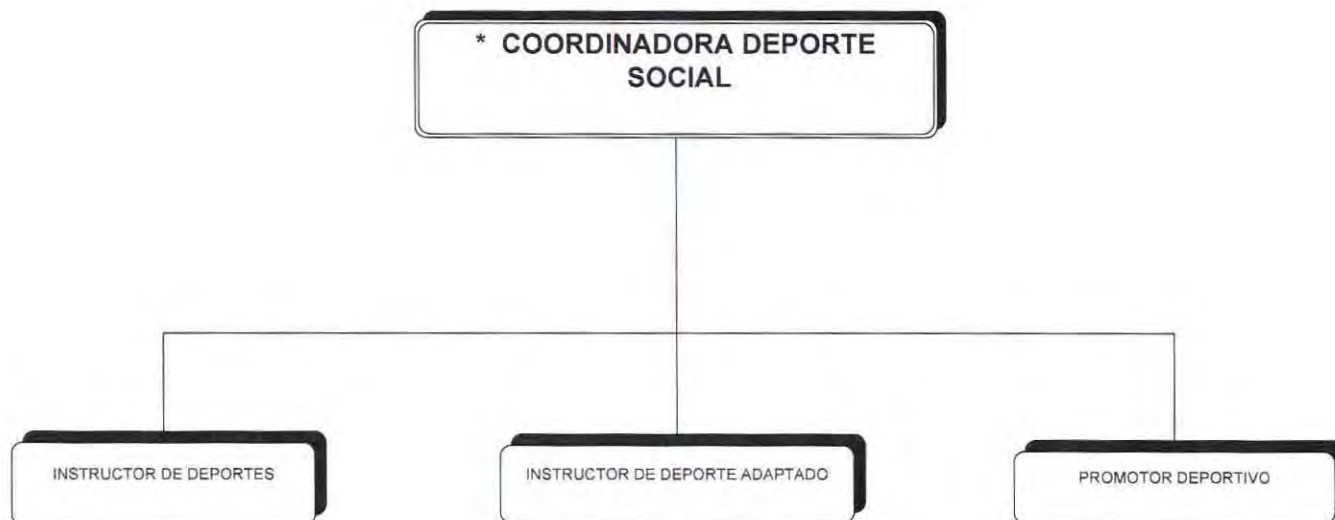 * COORDINADORA DEPORTE
SOCIAL
INSTRUCTOR DE DEPORTES
INSTRUCTOR DE DEPORTE ADAPTADO
PROMOTOR DEPORTIVO